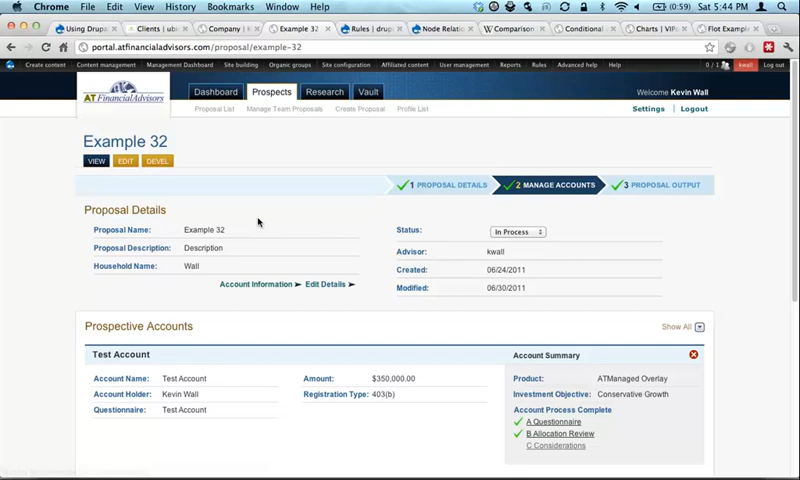 Chrome File Edit View History Bookmarks Window Help (0:59) Sat 5:44 PM
Using Drupa Clients | ubi Company | k Example 32 Rules | drup Node Relatio Comparison Conditional Charts | VIP Flot Example
portal.atfinancialadvisors.com/proposal/example-32
Create content Content management Management Dashboard Site building Organic groups Site configuration Affiliated content User management Reports Rules Advanced help Help 0 / 1 kwall Log out
AT FINANCIALADVISORS
Dashboard Prospects Research Vault Welcome Kevin Wall
Proposal List Manage Team Proposals Create Proposal Profile List Settings Logout
Example 32
VIEW EDIT DEVEL
1 PROPOSAL DETAILS 2 MANAGE ACCOUNTS 3 PROPOSAL OUTPUT
Proposal Details
Proposal Name: Example 32 Status: In Process
Proposal Description: Description Advisor: kwall
Household Name: Wall Created: 06/24/2011
Account Information Edit Details Modified: 06/30/2011
Prospective Accounts Show All
Test Account Account Summary
Account Name: Test Account Amount: $350,000.00 Product: ATManaged Overlay
Account Holder: Kevin Wall Registration Type: 403(b) Investment Objective: Conservative Growth
Questionnaire: Test Account Account Process Complete
A Questionnaire
B Allocation Review
C Considerations